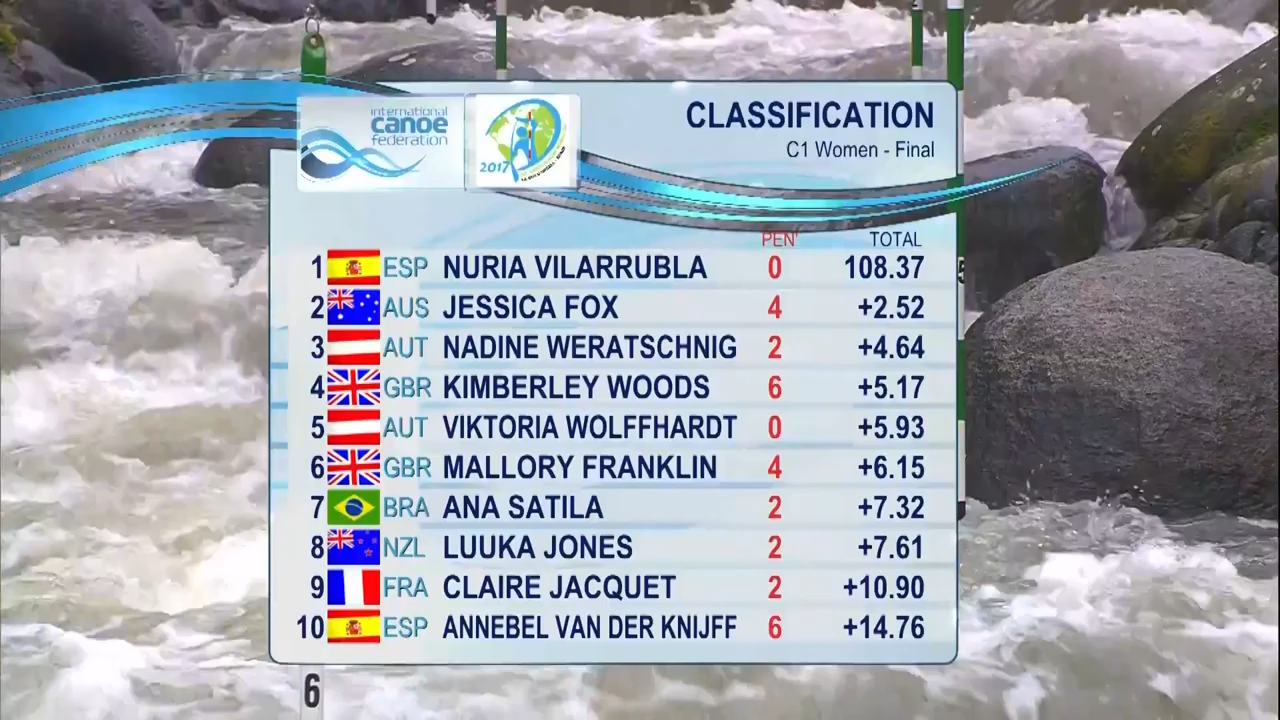 international
canoe
federation
2017
CLASSIFICATION
C1 Women - Final
PEN' TOTAL
1 ESP NURIA VILARRUBLA 0 108.37
2 AUS JESSICA FOX 4 +2.52
3 AUT NADINE WERATSCHNIG 2 +4.64
4 GBR KIMBERLEY WOODS 6 +5.17
5 AUT VIKTORIA WOLFFHARDT 0 +5.93
6 GBR MALLORY FRANKLIN 4 +6.15
7 BRA ANA SATILA 2 +7.32
8 NZL LUUKA JONES 2 +7.61
9 FRA CLAIRE JACQUET 2 +10.90
10 ESP ANNEBEL VAN DER KNIJFF 6 +14.76
6